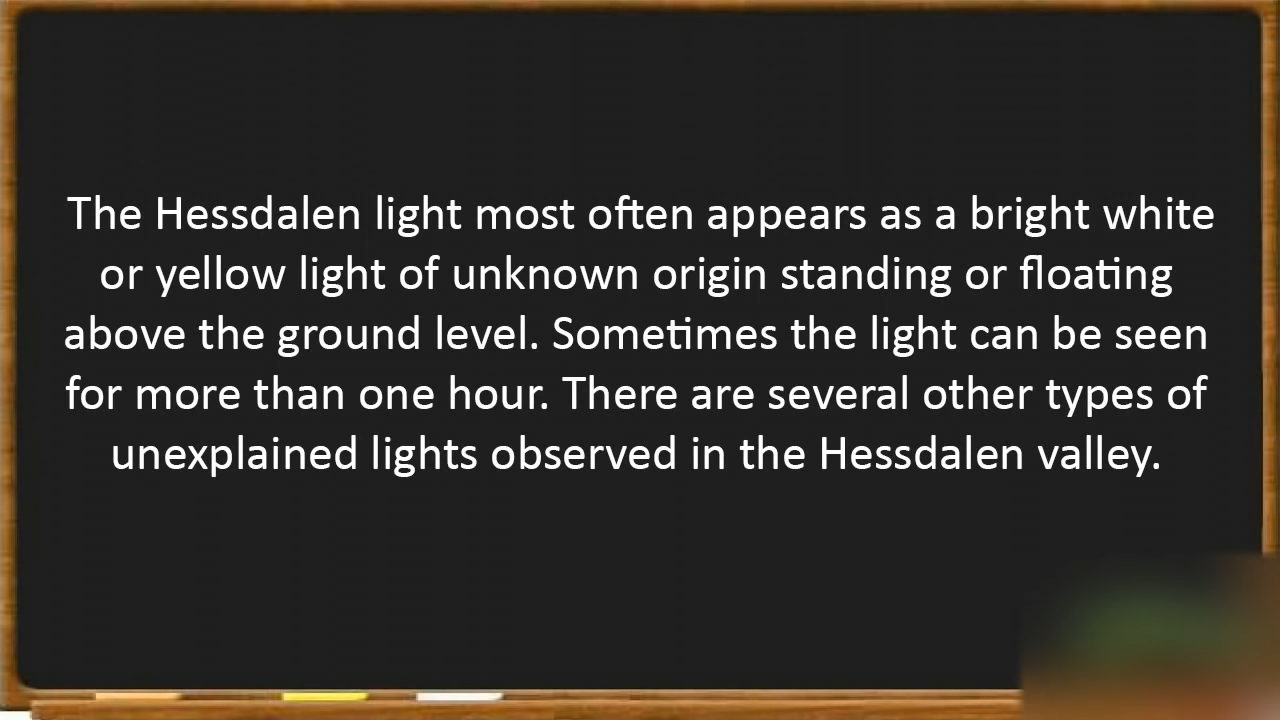 The Hessdalen light most often appears as a bright white
or yellow light of unknown origin standing or floating
above the ground level. Sometimes the light can be seen
for more than one hour. There are several other types of
unexplained lights observed in the Hessdalen valley.